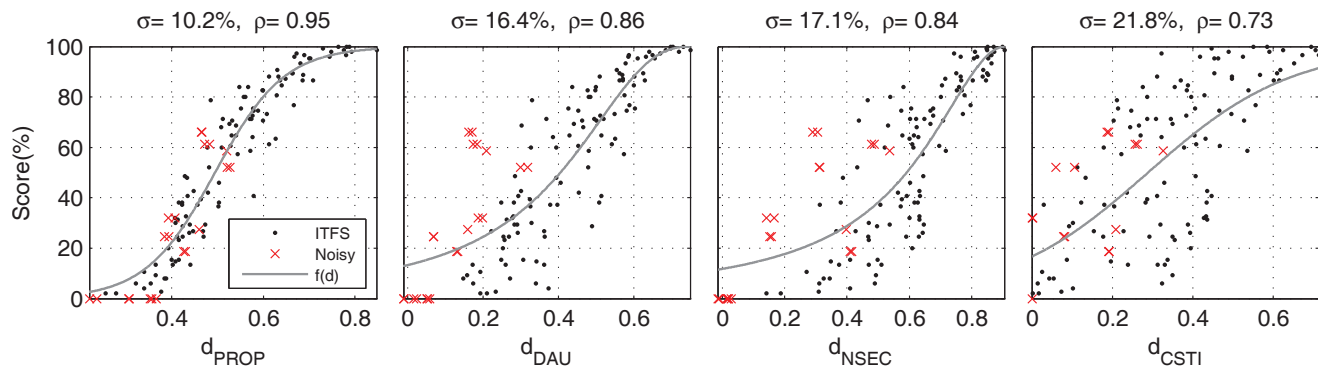 σ= 10.2%, ρ= 0.95
σ= 16.4%, ρ= 0.86
σ= 17.1%, ρ= 0.84
σ= 21.8%, ρ= 0.73
Score(%)
100
80
60
40
20
0
ITFS
Noisy
f(d)
0.4 0.6 0.8
0 0.2 0.4 0.6
0 0.2 0.4 0.6 0.8
0 0.2 0.4 0.6
d_PROP
d_DAU
d_NSEC
d_CSTI